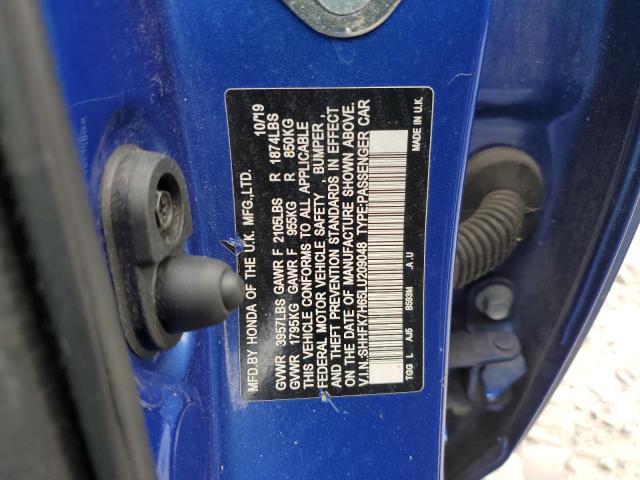 MFD.BY HONDA OF THE U.K. MFG.,LTD. 10/19
GVWR 3957LBS GAWR F 2105LBS R 1874LBS
GVWR 1795KG GAWR F 955KG R 850KG
THIS VEHICLE CONFORMS TO ALL APPLICABLE
FEDERAL MOTOR VEHICLE SAFETY , BUMPER ,
AND THEFT PREVENTION STANDARDS IN EFFECT
ON THE DATE OF MANUFACTURE SHOWN ABOVE.
V.I.N.:SHHFK7H65LU209048 TYPE:PASSENGER CAR
TGG L AJ5 B593M .A.U MADE IN U.K.